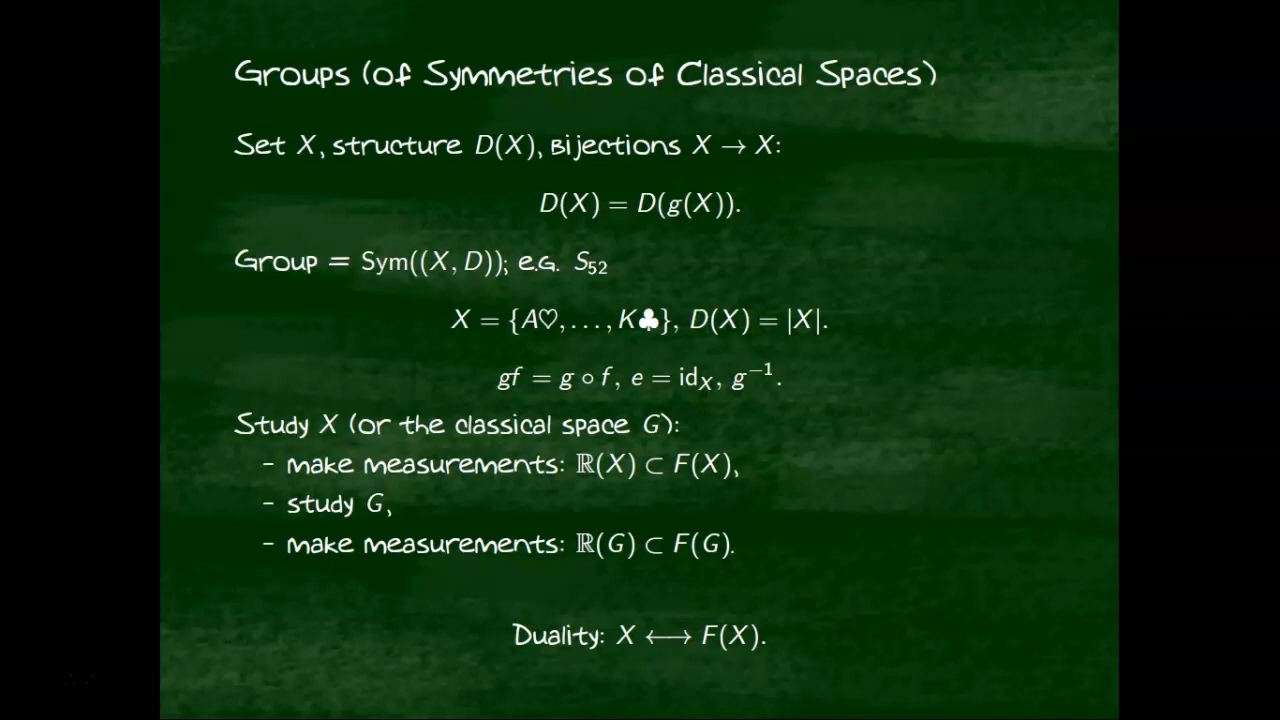 Groups (of Symmetries of Classical Spaces)
Set X, structure D(X), bijections X → X:
D(X) = D(g(X)).
Group = Sym((X, D)); e.g. S₅₂
X = {A♡, . . . , K♣}, D(X) = |X|.
gf = g ∘ f, e = id_X, g⁻¹.
Study X (or the classical space G):
- make measurements: ℝ(X) ⊂ F(X),
- study G,
- make measurements: ℝ(G) ⊂ F(G).
Duality: X ⟷ F(X).